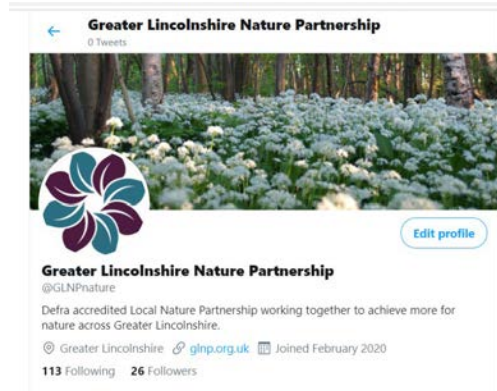 Greater Lincolnshire Nature Partnership
0 Tweets
Edit profile
Greater Lincolnshire Nature Partnership
@GLNPnature
Defra accredited Local Nature Partnership working together to achieve more for
nature across Greater Lincolnshire.
Greater Lincolnshire glnp.org.uk Joined February 2020
113 Following 26 Followers